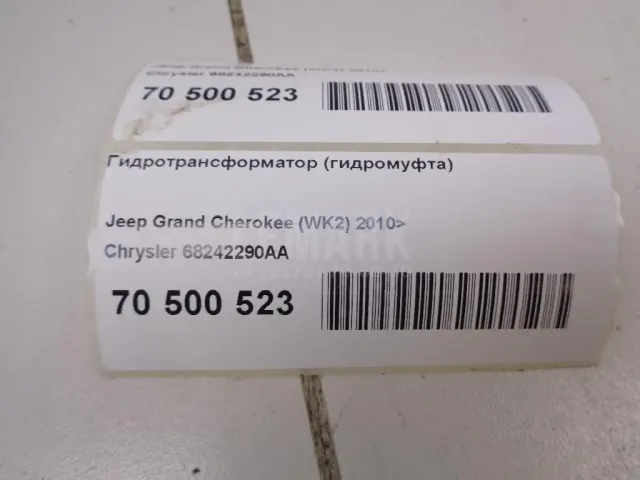 Chrysler 68242290AA
70 500 523
Гидротрансформатор (гидромуфта)
Jeep Grand Cherokee (WK2) 2010>
Chrysler 68242290AA
70 500 523